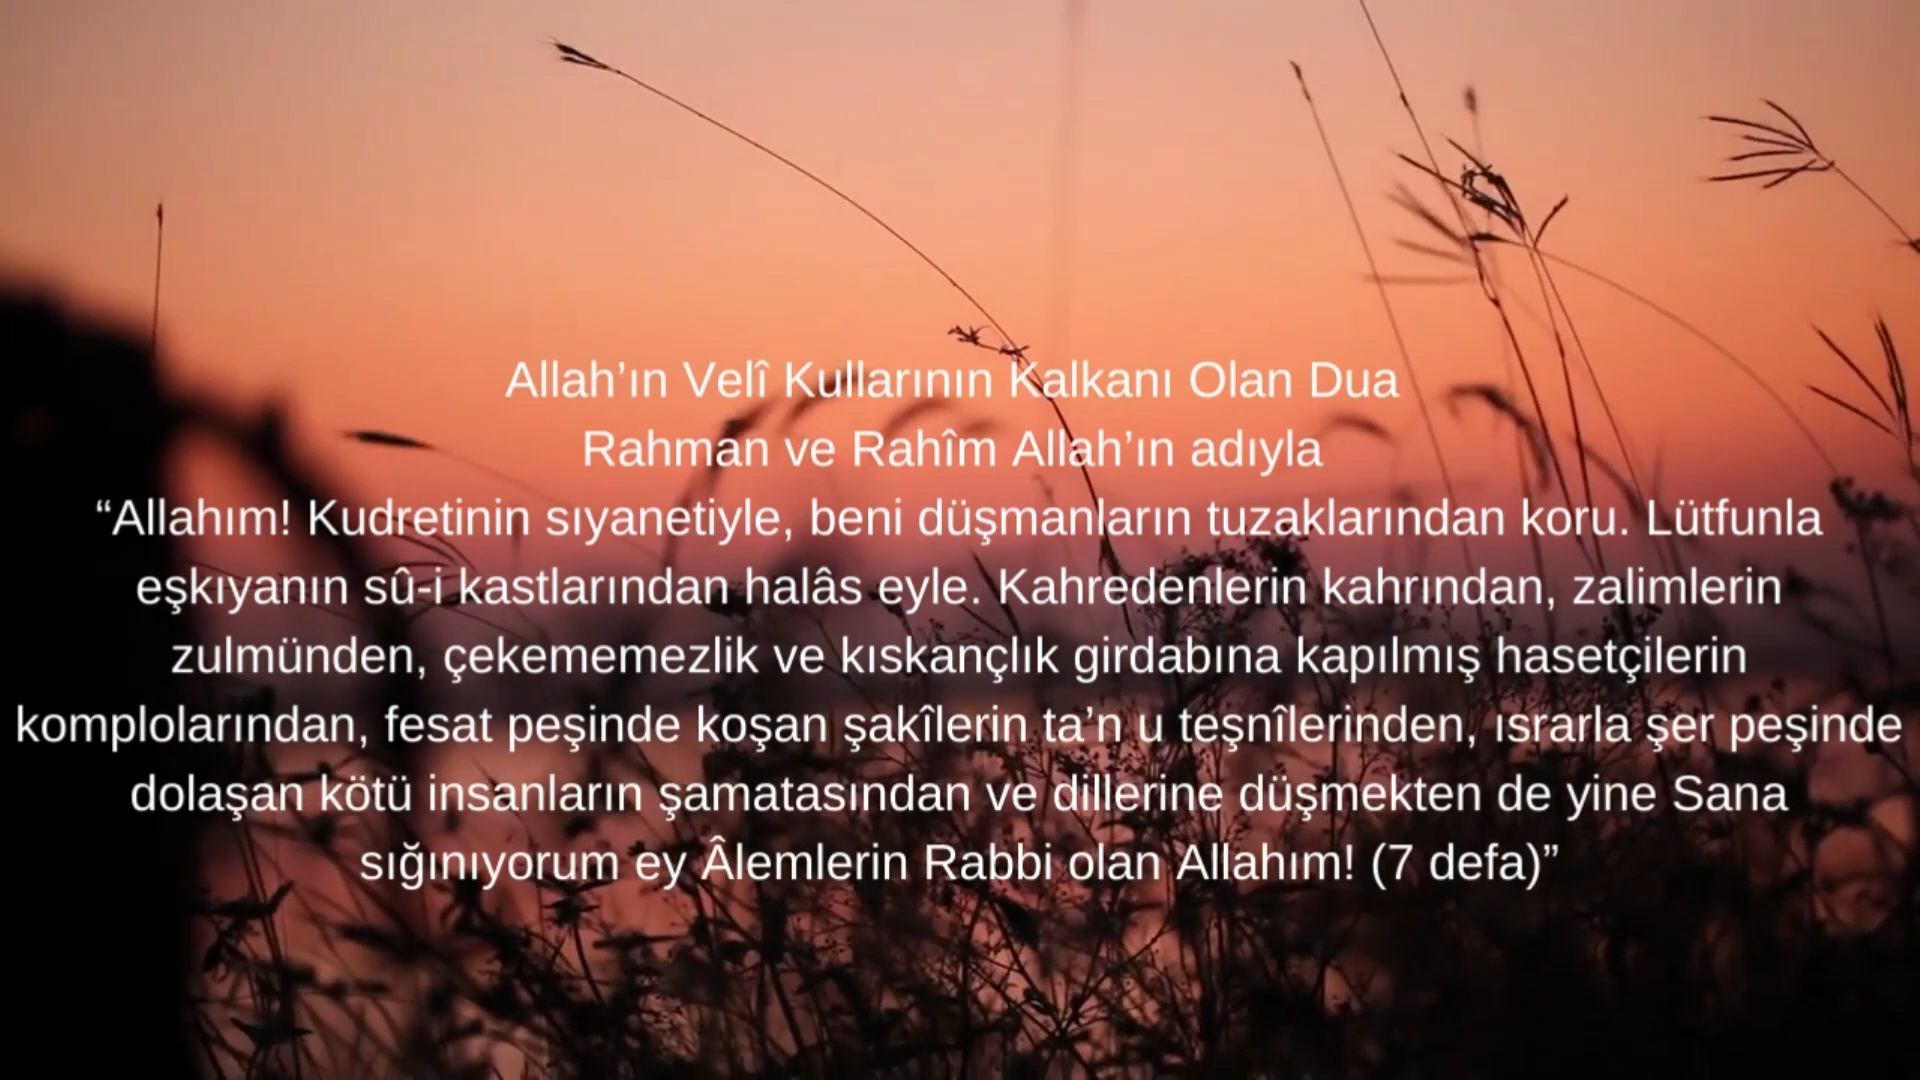 Allah’ın Velî Kullarının Kalkanı Olan Dua
Rahman ve Rahîm Allah’ın adıyla
“Allahım! Kudretinin sıyanetiyle, beni düşmanların tuzaklarından koru. Lütfunla
eşkıyanın sû-i kastlarından halâs eyle. Kahredenlerin kahrından, zalimlerin
zulmünden, çekememezlik ve kıskançlık girdabına kapılmış hasetçilerin
komplolarından, fesat peşinde koşan şakîlerin ta’n u teşnîlerinden, ısrarla şer peşinde
dolaşan kötü insanların şamatasından ve dillerine düşmekten de yine Sana
sığınıyorum ey Âlemlerin Rabbi olan Allahım! (7 defa)”